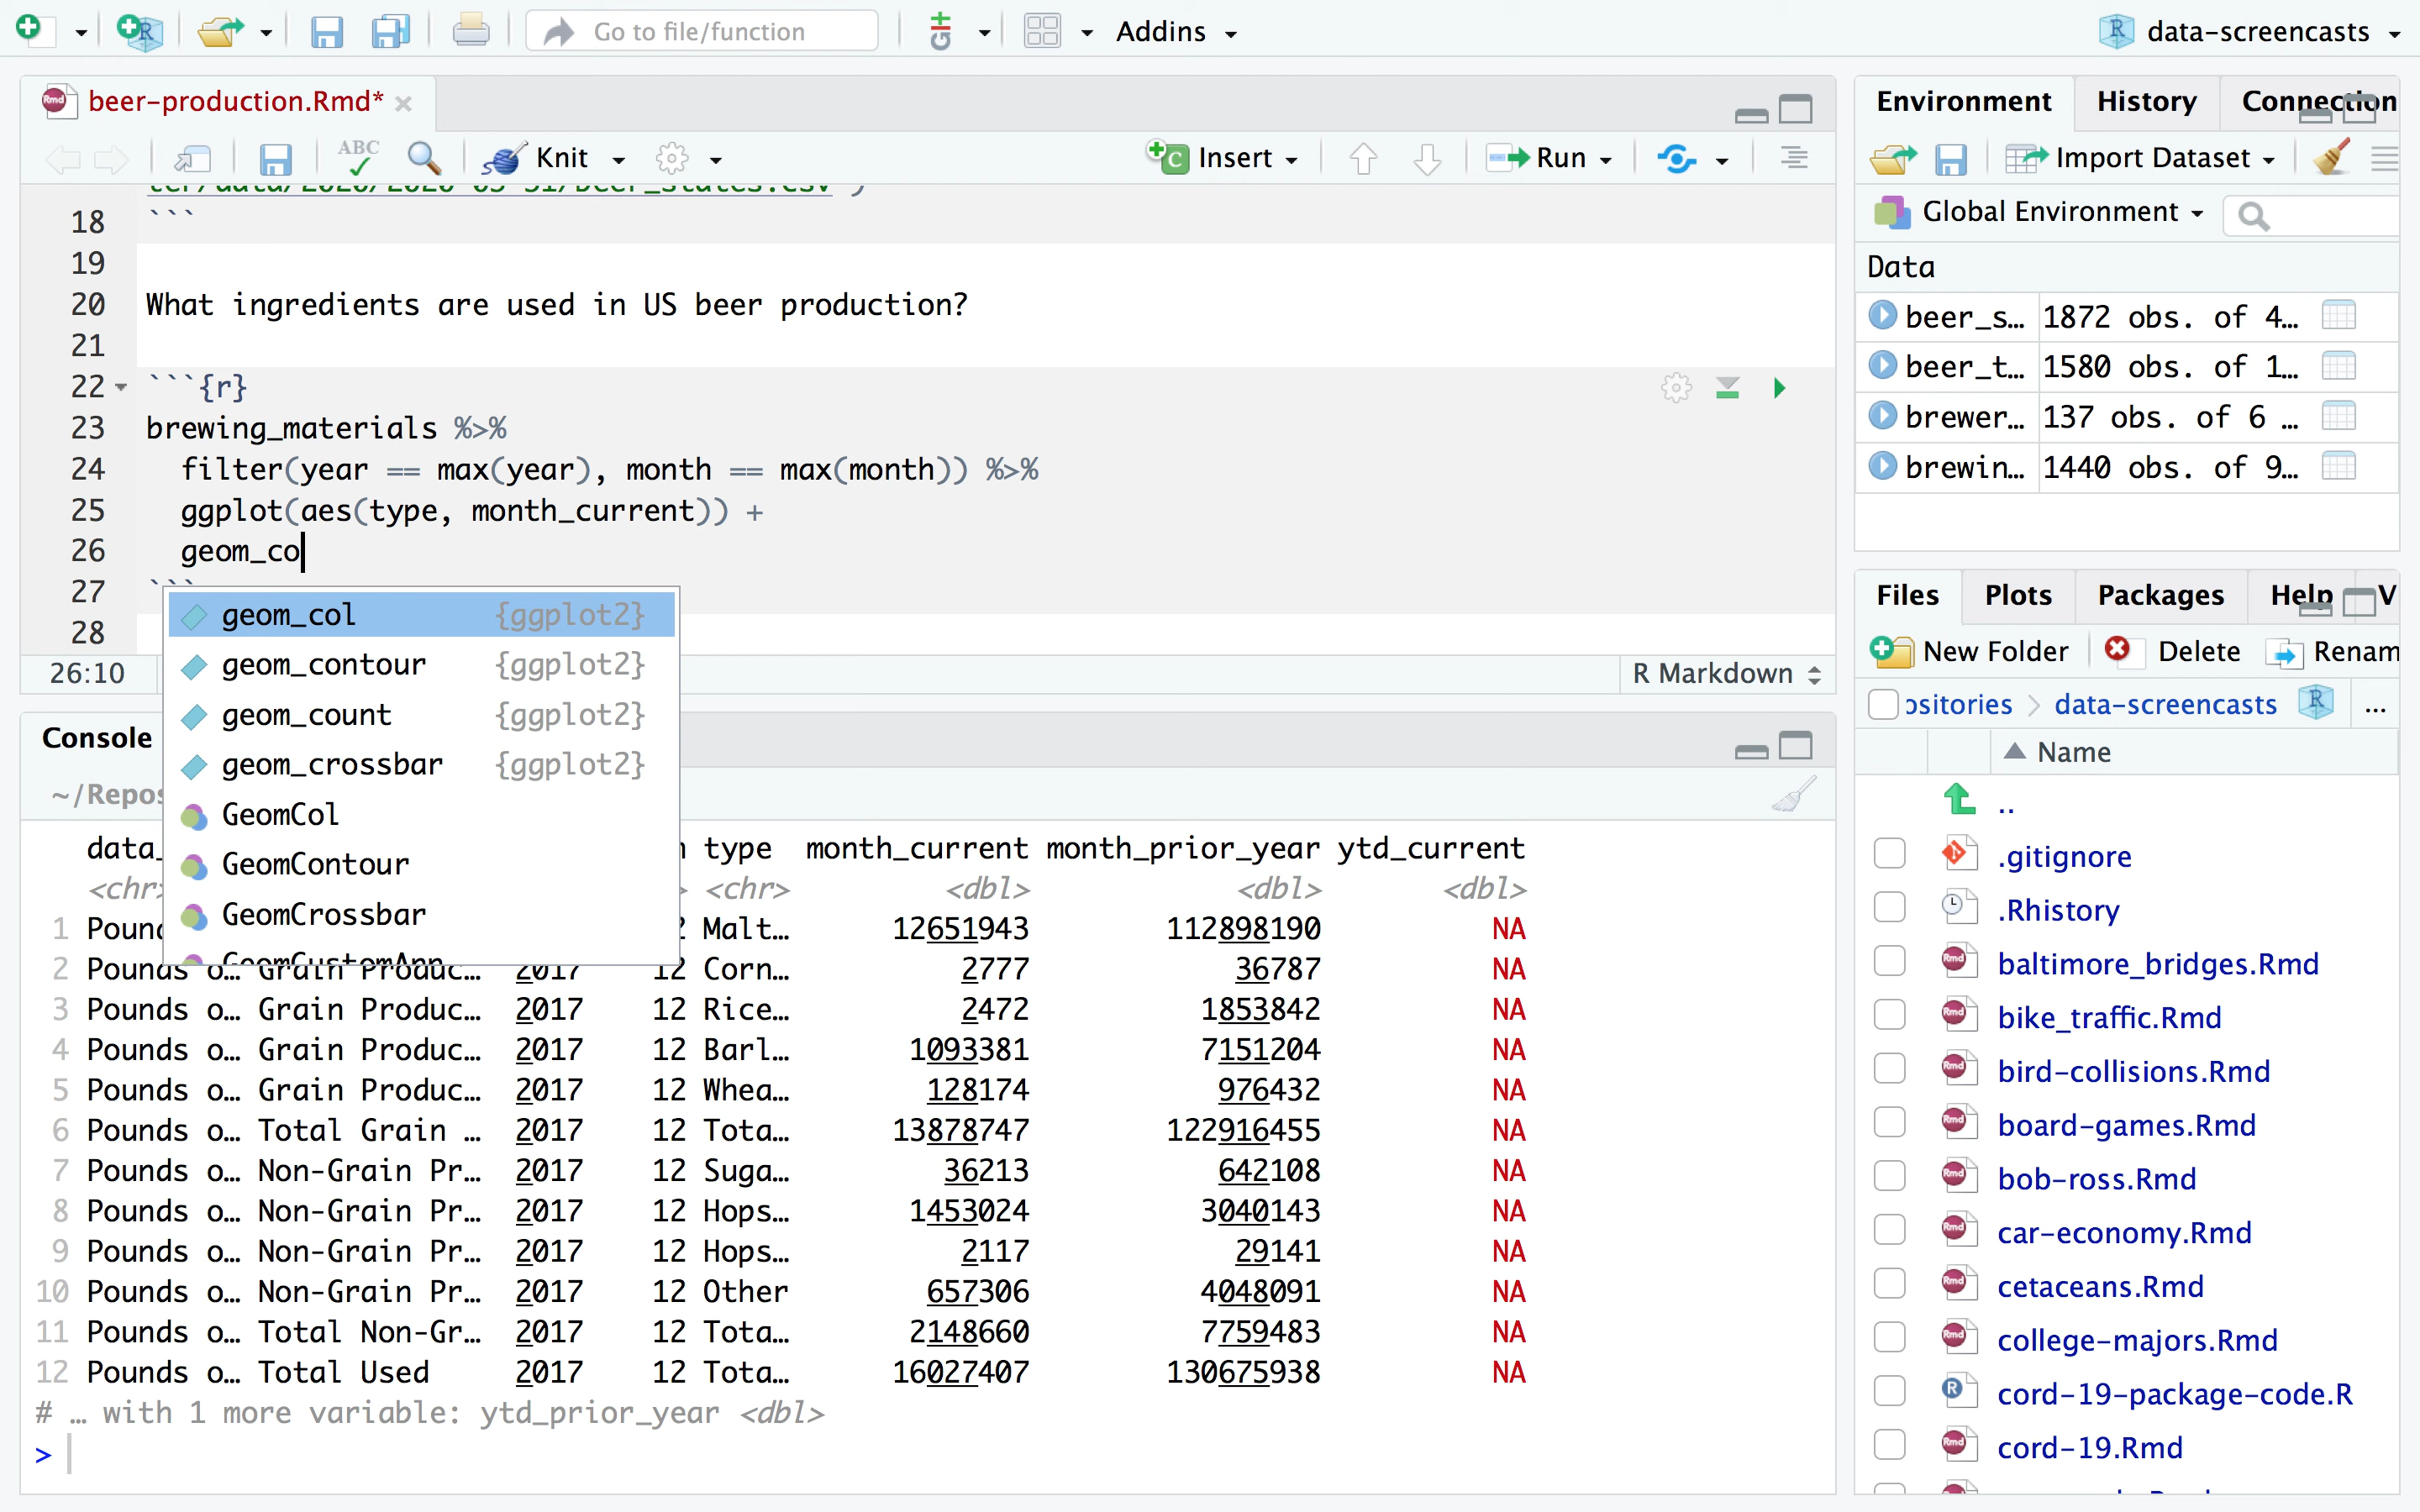 Go to file/function
Addins
data-screencasts
beer-production.Rmd*
ABC
Knit
Insert
Run
18 ```
19
20 What ingredients are used in US beer production?
21
22 ```{r}
23 brewing_materials %>%
24 filter(year == max(year), month == max(month)) %>%
25 ggplot(aes(type, month_current)) +
26 geom_co
27 ```
28
geom_col {ggplot2}
geom_contour {ggplot2}
geom_count {ggplot2}
geom_crossbar {ggplot2}
GeomCol
GeomContour
GeomCrossbar
26:10
R Markdown
Console
~/Repos
data_ type month_current month_prior_year ytd_current
<chr> <chr> <dbl> <dbl> <dbl>
1 Pound Malt… 12651943 112898190 NA
2 Pounds o… Grain Produc… 2017 12 Corn… 2777 36787 NA
3 Pounds o… Grain Produc… 2017 12 Rice… 2472 1853842 NA
4 Pounds o… Grain Produc… 2017 12 Barl… 1093381 7151204 NA
5 Pounds o… Grain Produc… 2017 12 Whea… 128174 976432 NA
6 Pounds o… Total Grain … 2017 12 Tota… 13878747 122916455 NA
7 Pounds o… Non-Grain Pr… 2017 12 Suga… 36213 642108 NA
8 Pounds o… Non-Grain Pr… 2017 12 Hops… 1453024 3040143 NA
9 Pounds o… Non-Grain Pr… 2017 12 Hops… 2117 29141 NA
10 Pounds o… Non-Grain Pr… 2017 12 Other 657306 4048091 NA
11 Pounds o… Total Non-Gr… 2017 12 Tota… 2148660 7759483 NA
12 Pounds o… Total Used 2017 12 Tota… 16027407 130675938 NA
# … with 1 more variable: ytd_prior_year <dbl>
>
Environment History Connection
Import Dataset
Global Environment
Data
beer_s… 1872 obs. of 4…
beer_t… 1580 obs. of 1…
brewer… 137 obs. of 6 …
brewin… 1440 obs. of 9…
Files Plots Packages Help V
New Folder Delete Renam
ositories > data-screencasts ...
Name
..
.gitignore
.Rhistory
baltimore_bridges.Rmd
bike_traffic.Rmd
bird-collisions.Rmd
board-games.Rmd
bob-ross.Rmd
car-economy.Rmd
cetaceans.Rmd
college-majors.Rmd
cord-19-package-code.R
cord-19.Rmd